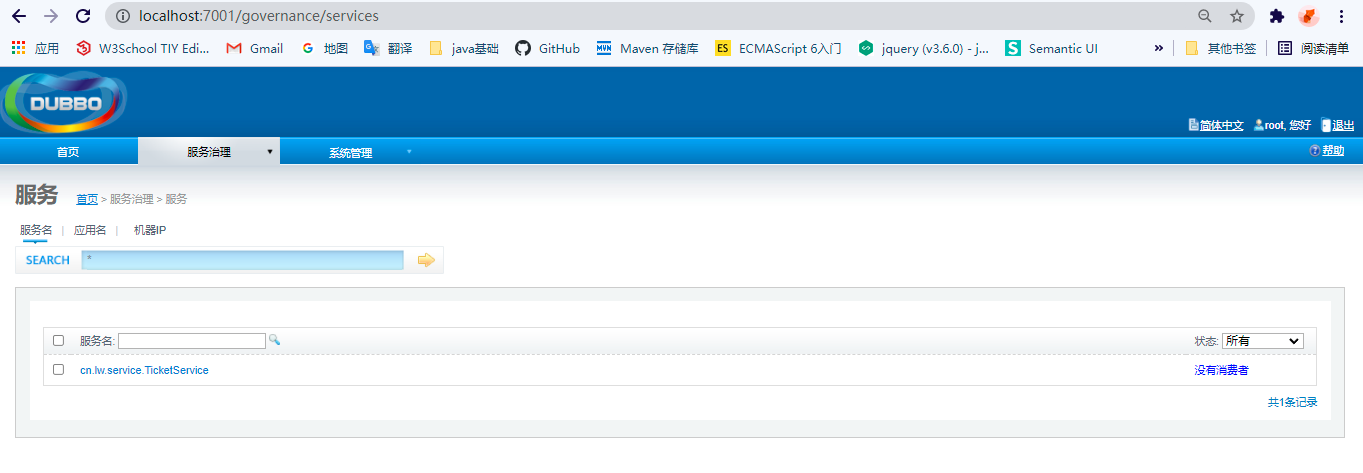 localhost:7001/governance/services
应用 W3School TIY Edi... Gmail 地图 翻译 java基础 GitHub MVN Maven 存储库 ES ECMAScript 6入门 jquery (v3.6.0) - j... S Semantic UI » 其他书签 阅读清单
DUBBO
简体中文 root, 您好 退出
首页 服务治理 系统管理 帮助
服务 首页 > 服务治理 > 服务
服务名 | 应用名 | 机器IP
SEARCH *
服务名: 状态: 所有
cn.lw.service.TicketService 没有消费者
共1条记录